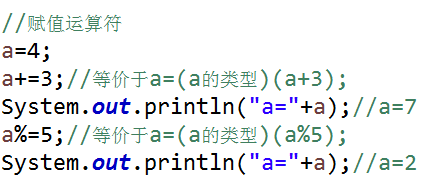 //赋值运算符
a=4;
a+=3;//等价于a=(a的类型)(a+3);
System.out.println("a="+a);//a=7
a%=5;//等价于a=(a的类型)(a%5);
System.out.println("a="+a);//a=2